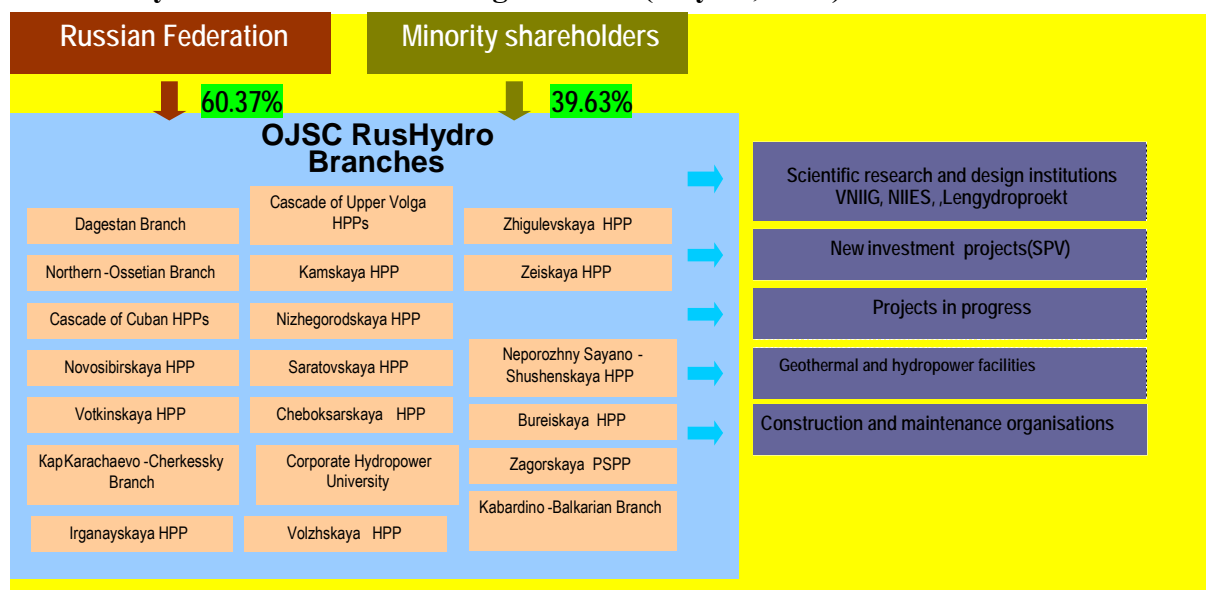 Russian Federation
Minority shareholders
60.37%
39.63%
OJSC RusHydro
Branches
Dagestan Branch
Northern -Ossetian Branch
Cascade of Cuban HPPs
Novosibirskaya HPP
Votkinskaya HPP
KapKarachaevo -Cherkessky
Branch
Irganayskaya HPP
Cascade of Upper Volga
HPPs
Kamskaya HPP
Nizhegorodskaya HPP
Saratovskaya HPP
Cheboksarskaya HPP
Corporate Hydropower
University
Volzhskaya HPP
Zhigulevskaya HPP
Zeiskaya HPP
Neporozhny Sayano -
Shushenskaya HPP
Bureiskaya HPP
Zagorskaya PSPP
Kabardino -Balkarian Branch
Scientific research and design institutions
VNIIG, NIIES, ,Lengydroproekt
New investment projects(SPV)
Projects in progress
Geothermal and hydropower facilities
Construction and maintenance organisations